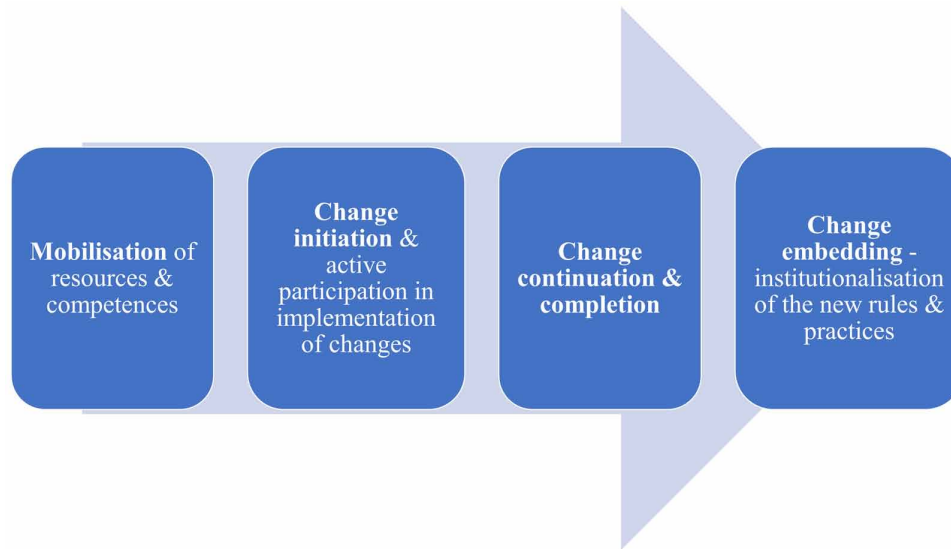 Mobilisation of
resources &
competences
Change
initiation &
active
participation in
implementation
of changes
Change
continuation &
completion
Change
embedding -
institutionalisation
of the new rules &
practices